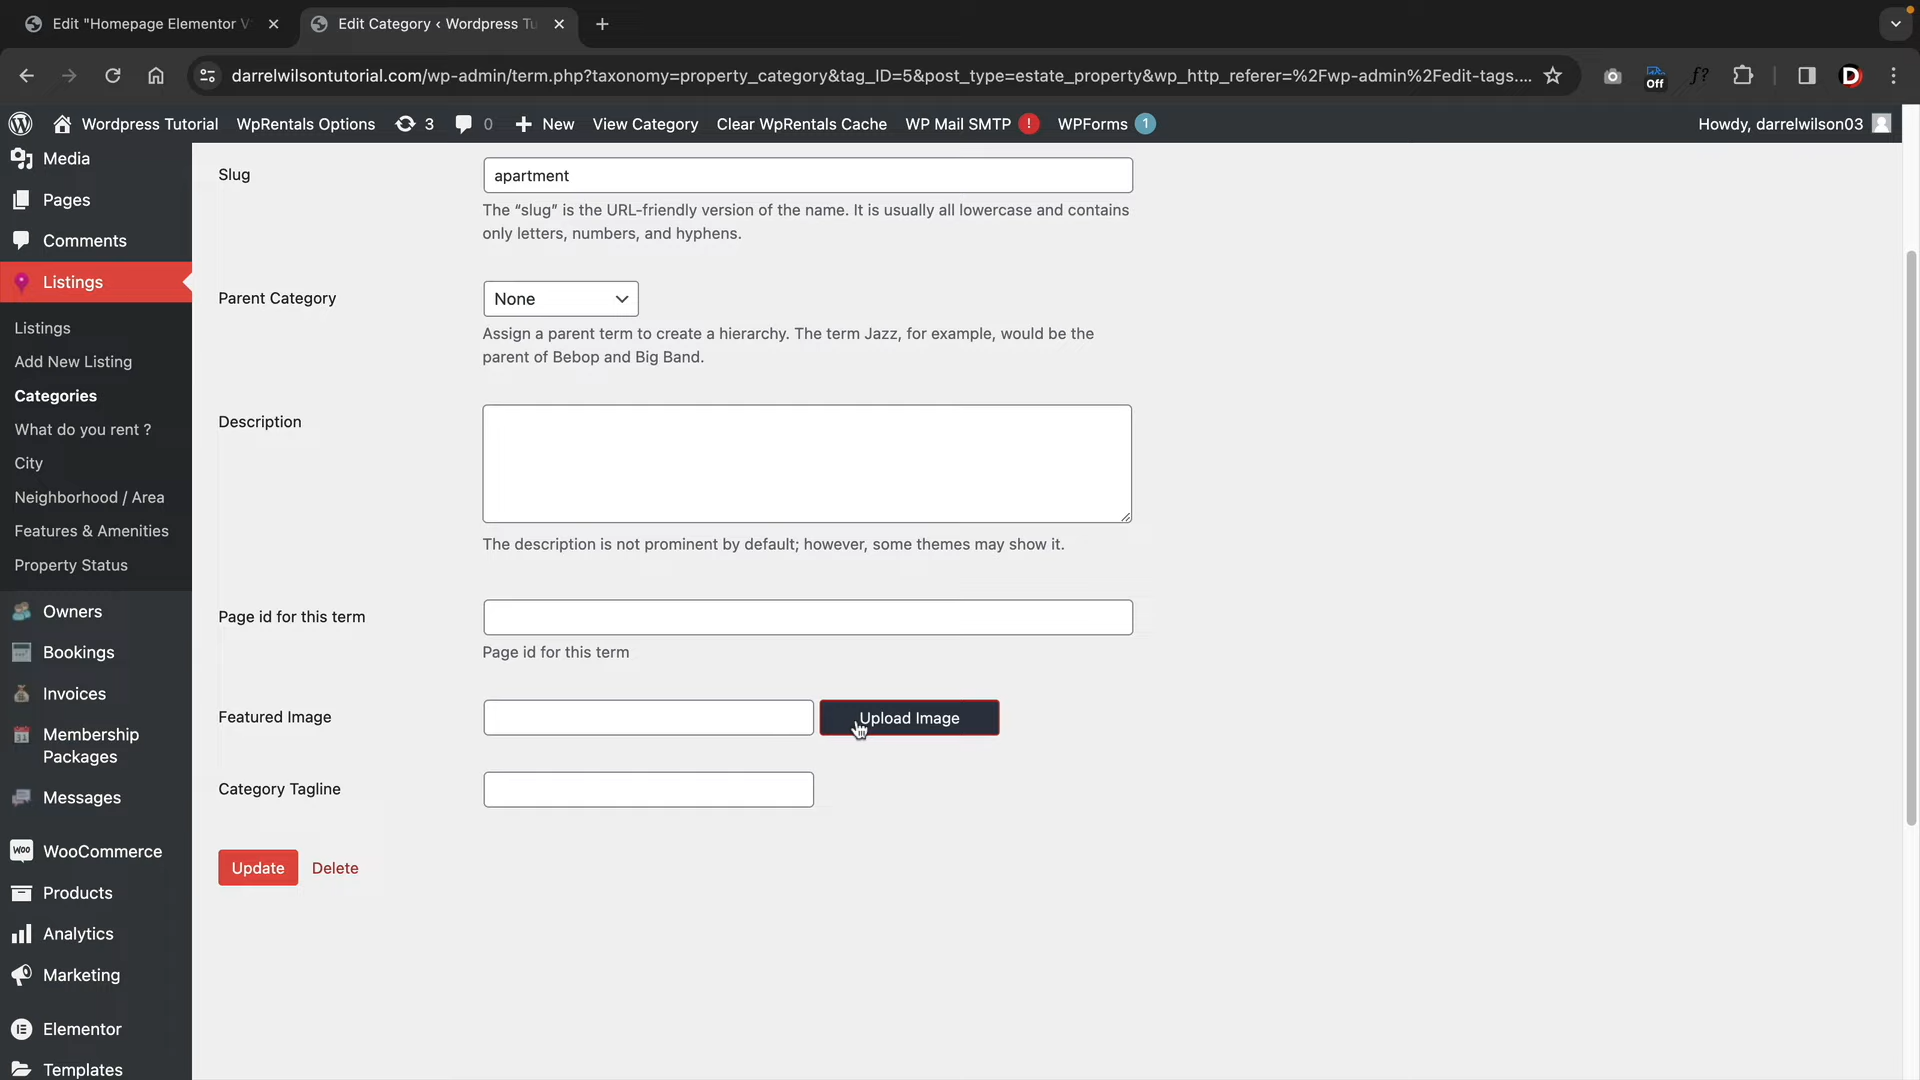 Edit "Homepage Elementor V
Edit Category ‹ Wordpress Tu
darrelwilsontutorial.com/wp-admin/term.php?taxonomy=property_category&tag_ID=5&post_type=estate_property&wp_http_referer=%2Fwp-admin%2Fedit-tags....
Off
f?
D
Wordpress Tutorial
WpRentals Options
3
0
New
View Category
Clear WpRentals Cache
WP Mail SMTP !
WPForms 1
Howdy, darrelwilson03
Media
Pages
Comments
Listings
Listings
Add New Listing
Categories
What do you rent ?
City
Neighborhood / Area
Features & Amenities
Property Status
Owners
Bookings
Invoices
Membership
Packages
Messages
WooCommerce
Products
Analytics
Marketing
Elementor
Templates
Slug
apartment
The “slug” is the URL-friendly version of the name. It is usually all lowercase and contains
only letters, numbers, and hyphens.
Parent Category
None
Assign a parent term to create a hierarchy. The term Jazz, for example, would be the
parent of Bebop and Big Band.
Description
The description is not prominent by default; however, some themes may show it.
Page id for this term
Page id for this term
Featured Image
Upload Image
Category Tagline
Update
Delete